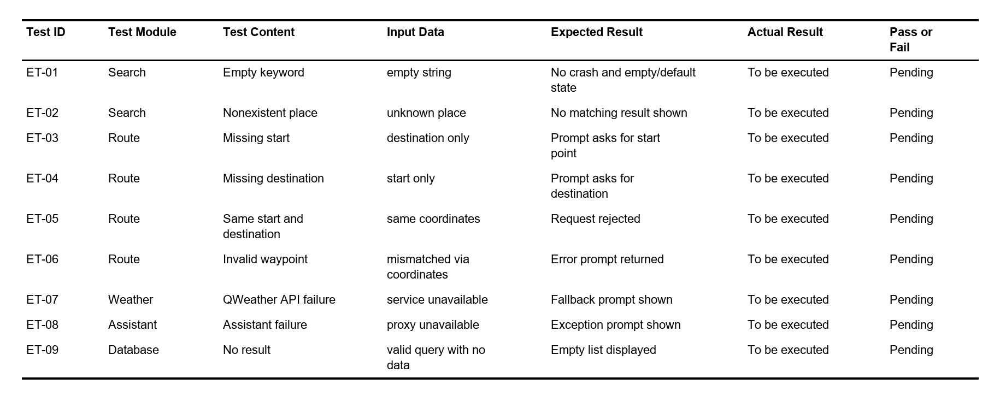 Test ID Test Module Test Content Input Data Expected Result Actual Result Pass or
Fail
ET-01 Search Empty keyword empty string No crash and empty/default To be executed Pending
state
ET-02 Search Nonexistent place unknown place No matching result shown To be executed Pending
ET-03 Route Missing start destination only Prompt asks for start To be executed Pending
point
ET-04 Route Missing destination start only Prompt asks for To be executed Pending
destination
ET-05 Route Same start and same coordinates Request rejected To be executed Pending
destination
ET-06 Route Invalid waypoint mismatched via Error prompt returned To be executed Pending
coordinates
ET-07 Weather QWeather API failure service unavailable Fallback prompt shown To be executed Pending
ET-08 Assistant Assistant failure proxy unavailable Exception prompt shown To be executed Pending
ET-09 Database No result valid query with no Empty list displayed To be executed Pending
data